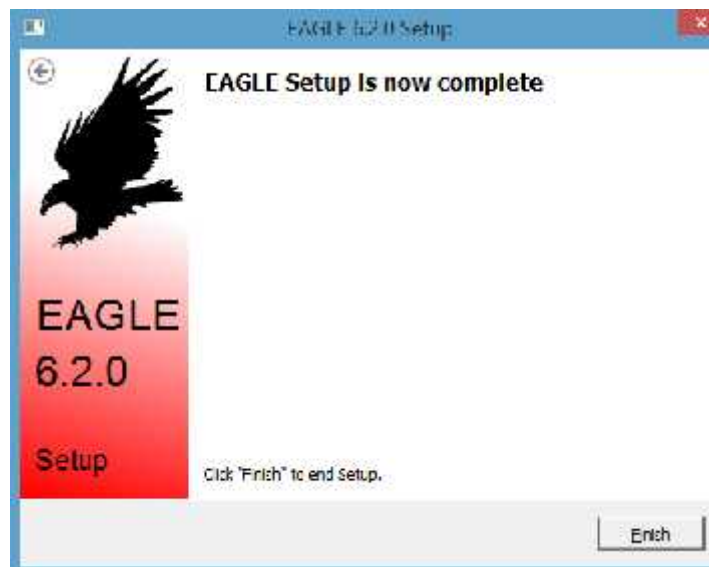 EAGLE 6.2.0 Setup
EAGLE Setup is now complete
EAGLE
6.2.0
Setup
Click "Finish" to end Setup.
Finish